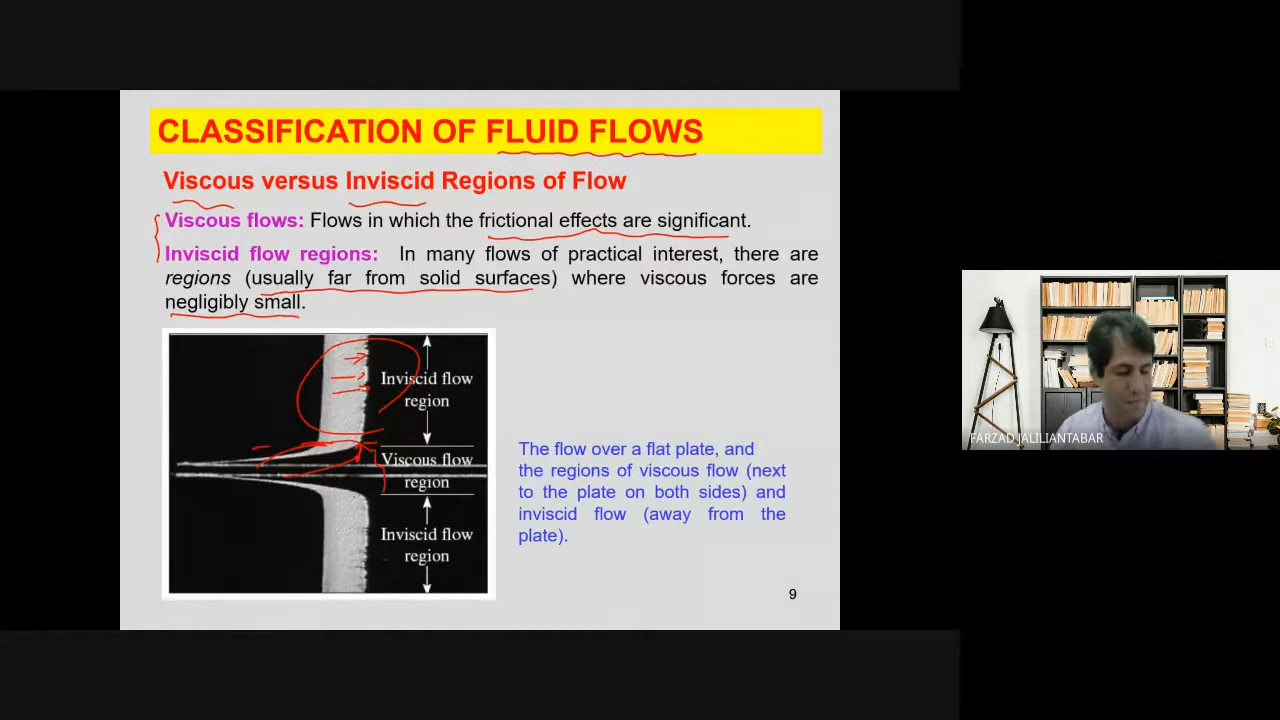 CLASSIFICATION OF FLUID FLOWS
Viscous versus Inviscid Regions of Flow
Viscous flows: Flows in which the frictional effects are significant.
Inviscid flow regions: In many flows of practical interest, there are
regions (usually far from solid surfaces) where viscous forces are
negligibly small.
Inviscid flow
region
Viscous flow
region
Inviscid flow
region
The flow over a flat plate, and
the regions of viscous flow (next
to the plate on both sides) and
inviscid flow (away from the
plate).
9
FARZAD JALILIANTABAR